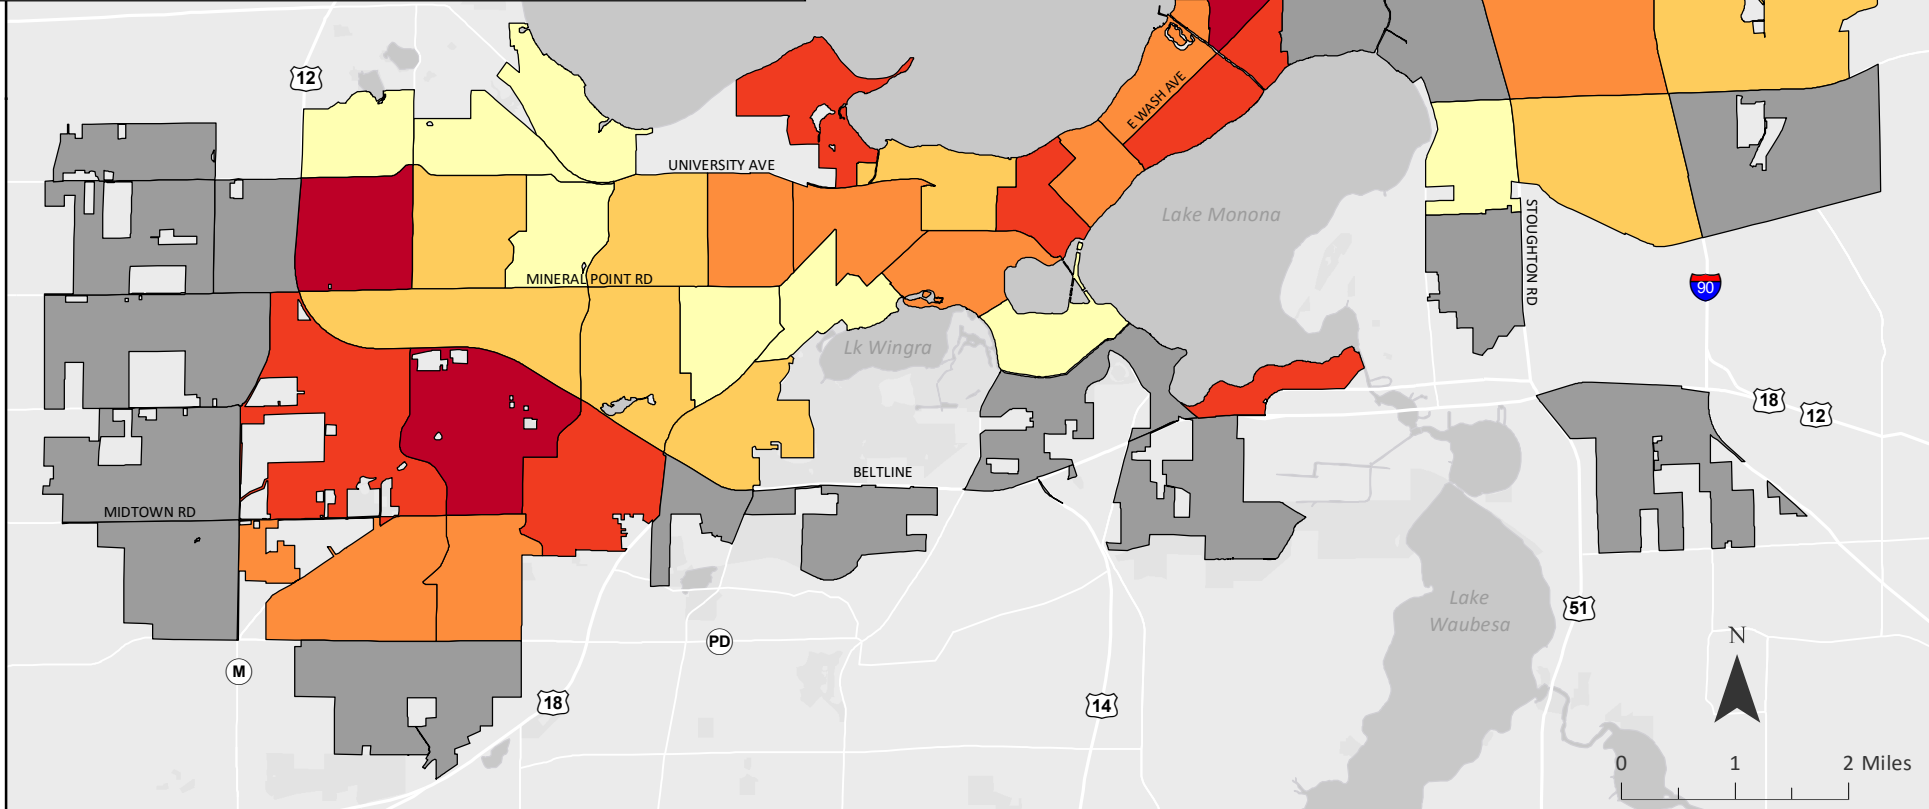 12
E WASH AVE
UNIVERSITY AVE
Lake Monona
STOUGHTON RD
MINERAL POINT RD
90
Lk Wingra
18
12
BELTLINE
MIDTOWN RD
Lake
Waubesa
51
N
PD
M
18
14
0 1 2 Miles